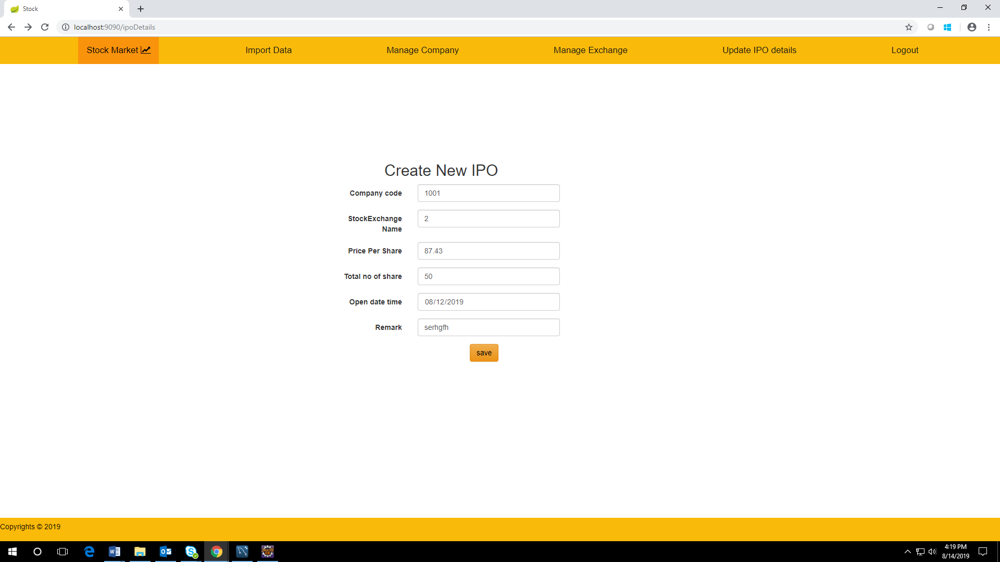 Stock
localhost:9090/ipoDetails
Stock Market
Import Data
Manage Company
Manage Exchange
Update IPO details
Logout
Create New IPO
Company code
1001
StockExchange
Name
2
Price Per Share
87.43
Total no of share
50
Open date time
08/12/2019
Remark
serhgfh
save
Copyrights © 2019
4:19 PM
8/14/2019